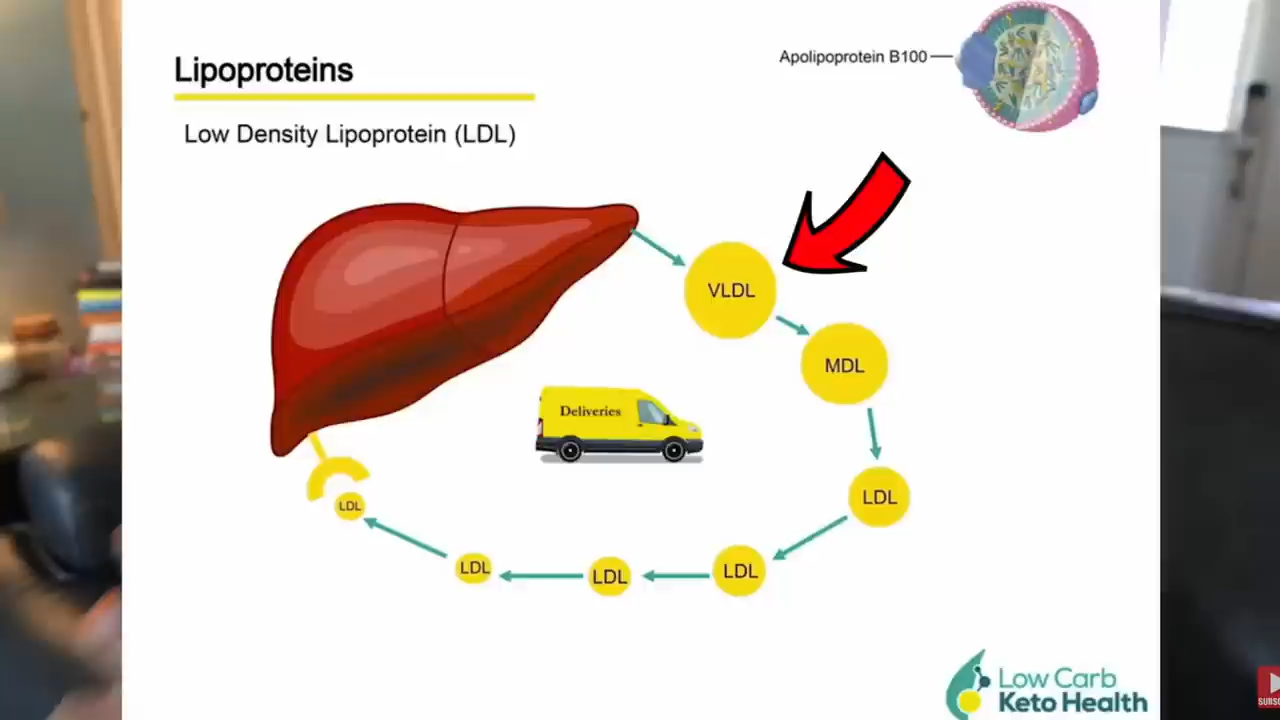 Lipoproteins
Apolipoprotein B100
Low Density Lipoprotein (LDL)
VLDL
MDL
Deliveries
LDL
LDL
LDL
LDL
LDL
Low Carb
Keto Health